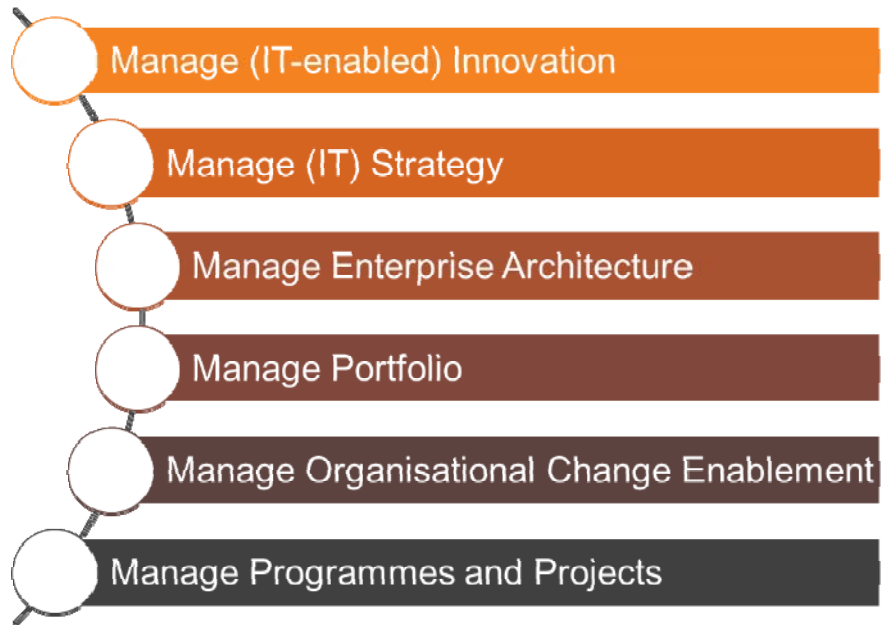 Manage (IT-enabled) Innovation
Manage (IT) Strategy
Manage Enterprise Architecture
Manage Portfolio
Manage Organisational Change Enablement
Manage Programmes and Projects